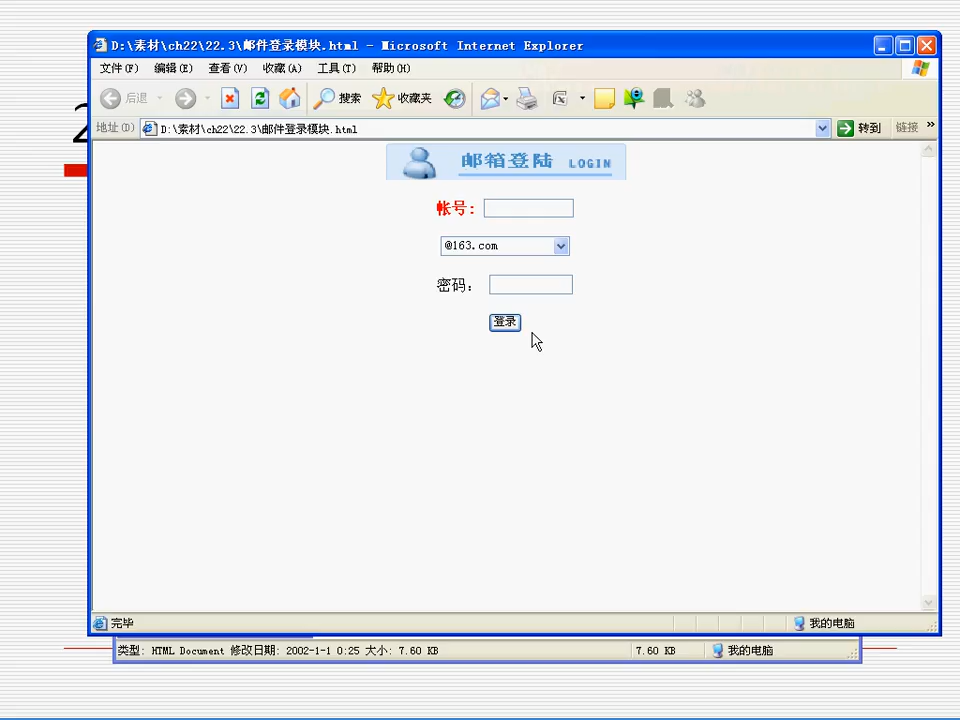 D:\素材\ch22\22.3\邮件登录模块.html - Microsoft Internet Explorer
文件(F) 编辑(E) 查看(V) 收藏(A) 工具(T) 帮助(H)
后退 搜索 收藏夹
地址(D) D:\素材\ch22\22.3\邮件登录模块.html 转到 链接 »
2
邮箱登陆 LOGIN
帐号:
@163.com
密码:
登录
完毕 我的电脑
类型: HTML Document 修改日期: 2002-1-1 0:25 大小: 7.60 KB 7.60 KB 我的电脑